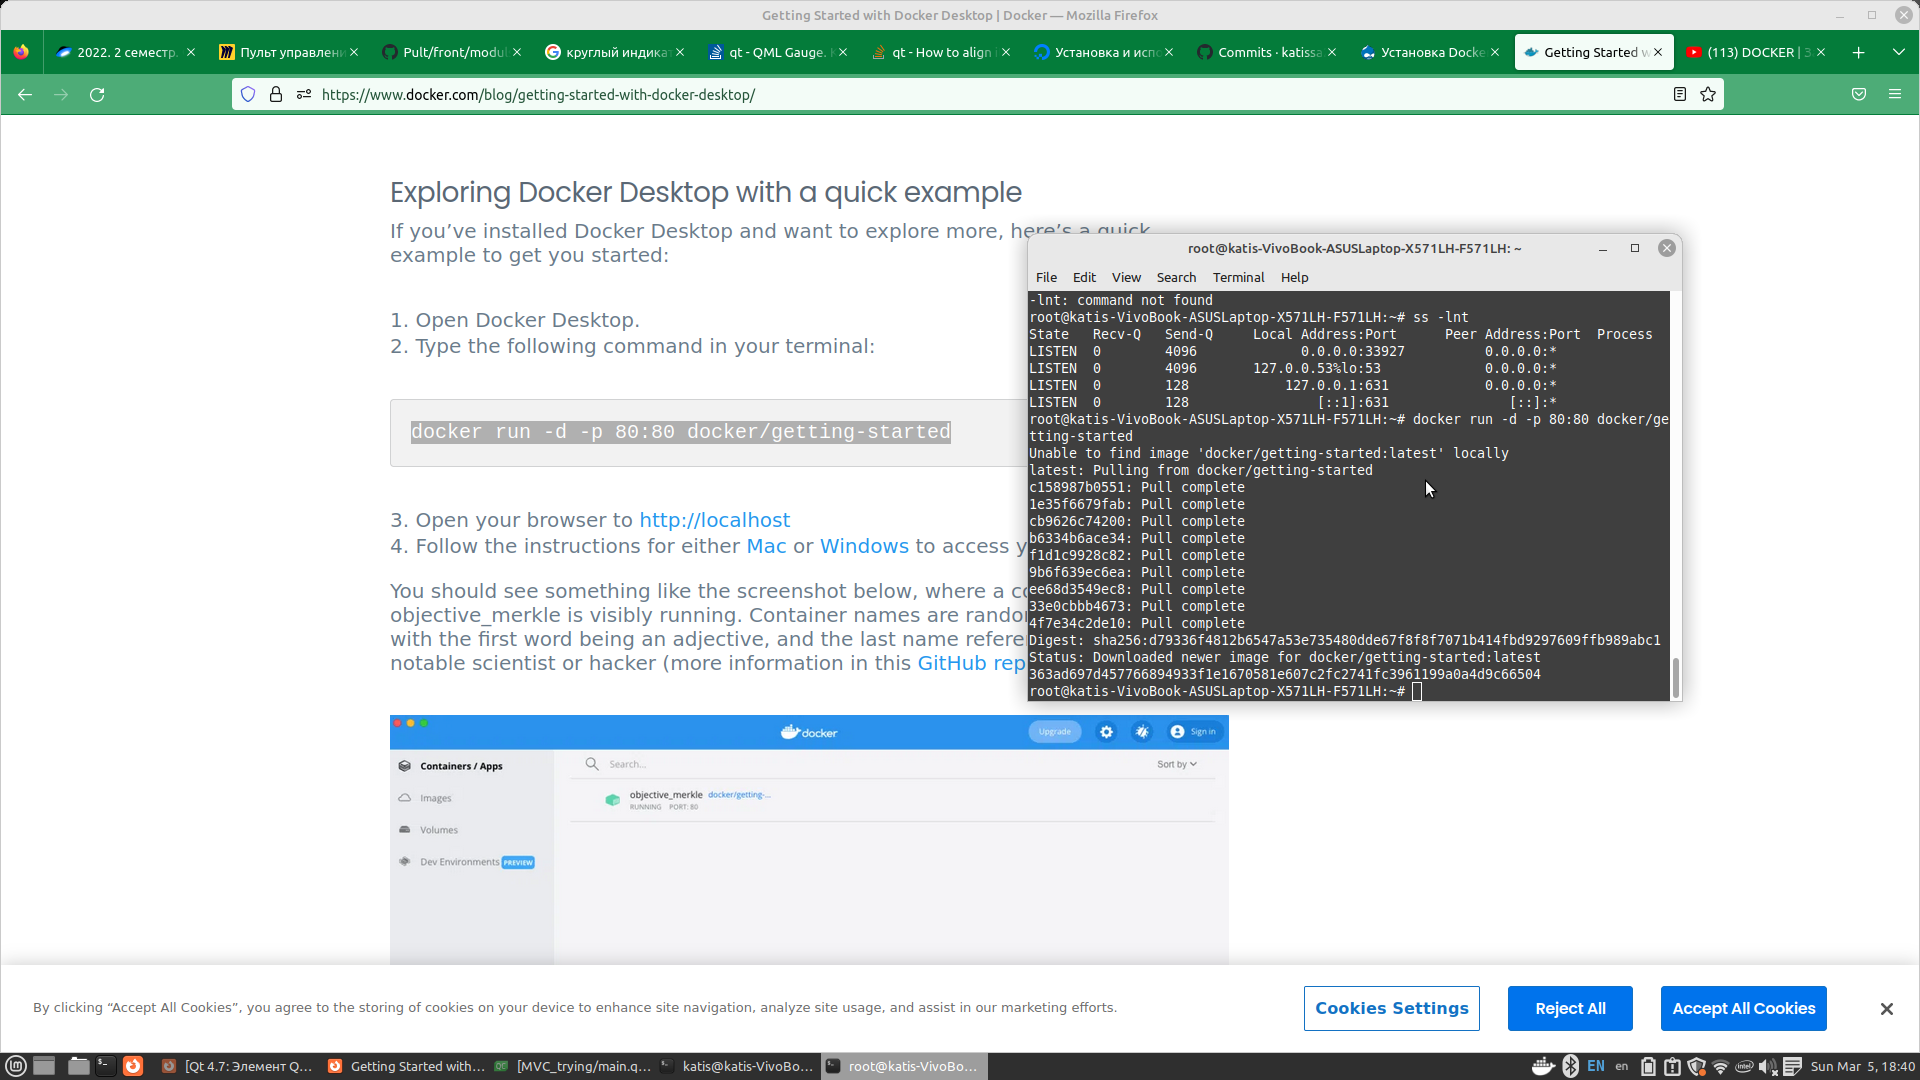 Getting Started with Docker Desktop | Docker — Mozilla Firefox
2022. 2 семестр.
Пульт управлени
Pult/front/modul
круглый индика
qt - QML Gauge.
qt - How to align
Установка и испо
Commits · katissa
Установка Docke
Getting Started w
(113) DOCKER |
https://www.docker.com/blog/getting-started-with-docker-desktop/
Exploring Docker Desktop with a quick example
If you’ve installed Docker Desktop and want to explore more, here’s a quick
example to get you started:
1. Open Docker Desktop.
2. Type the following command in your terminal:
docker run -d -p 80:80 docker/getting-started
3. Open your browser to http://localhost
4. Follow the instructions for either Mac or Windows to access y
You should see something like the screenshot below, where a co
objective_merkle is visibly running. Container names are rando
with the first word being an adjective, and the last name refere
notable scientist or hacker (more information in this GitHub rep
root@katis-VivoBook-ASUSLaptop-X571LH-F571LH: ~
File Edit View Search Terminal Help
-lnt: command not found
root@katis-VivoBook-ASUSLaptop-X571LH-F571LH:~# ss -lnt
State Recv-Q Send-Q Local Address:Port Peer Address:Port Process
LISTEN 0 4096 0.0.0.0:33927 0.0.0.0:*
LISTEN 0 4096 127.0.0.53%lo:53 0.0.0.0:*
LISTEN 0 128 127.0.0.1:631 0.0.0.0:*
LISTEN 0 128 [::1]:631 [::]:*
root@katis-VivoBook-ASUSLaptop-X571LH-F571LH:~# docker run -d -p 80:80 docker/ge
tting-started
Unable to find image 'docker/getting-started:latest' locally
latest: Pulling from docker/getting-started
c158987b0551: Pull complete
1e35f6679fab: Pull complete
cb9626c74200: Pull complete
b6334b6ace34: Pull complete
f1d1c9928c82: Pull complete
9b6f639ec6ea: Pull complete
ee68d3549ec8: Pull complete
33e0cbbb4673: Pull complete
4f7e34c2de10: Pull complete
Digest: sha256:d79336f4812b6547a53e735480dde67f8f8f7071b414fbd9297609ffb989abc1
Status: Downloaded newer image for docker/getting-started:latest
363ad697d457766894933f1e1670581e607c2fc2741fc3961199a0a4d9c66504
root@katis-VivoBook-ASUSLaptop-X571LH-F571LH:~#
docker
Upgrade
Sign in
Containers / Apps
Images
Volumes
Dev Environments PREVIEW
Search...
Sort by
objective_merkle docker/getting-...
RUNNING PORT: 80
By clicking “Accept All Cookies”, you agree to the storing of cookies on your device to enhance site navigation, analyze site usage, and assist in our marketing efforts.
Cookies Settings
Reject All
Accept All Cookies
[Qt 4.7: Элемент Q...
Getting Started with...
[MVC_trying/main.q...
katis@katis-VivoBo...
root@katis-VivoBo...
EN
en
Sun Mar 5, 18:40